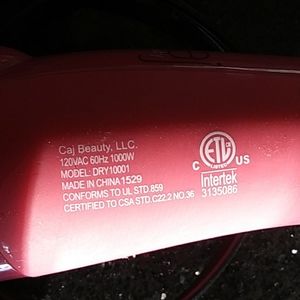 Caj Beauty, LLC.
120VAC 60Hz 1000W
MODEL: DRY10001
MADE IN CHINA 1529
CONFORMS TO UL STD.859
CERTIFIED TO CSA STD.C22.2 NO.36
ETL
LISTED
C US
Intertek
3135086